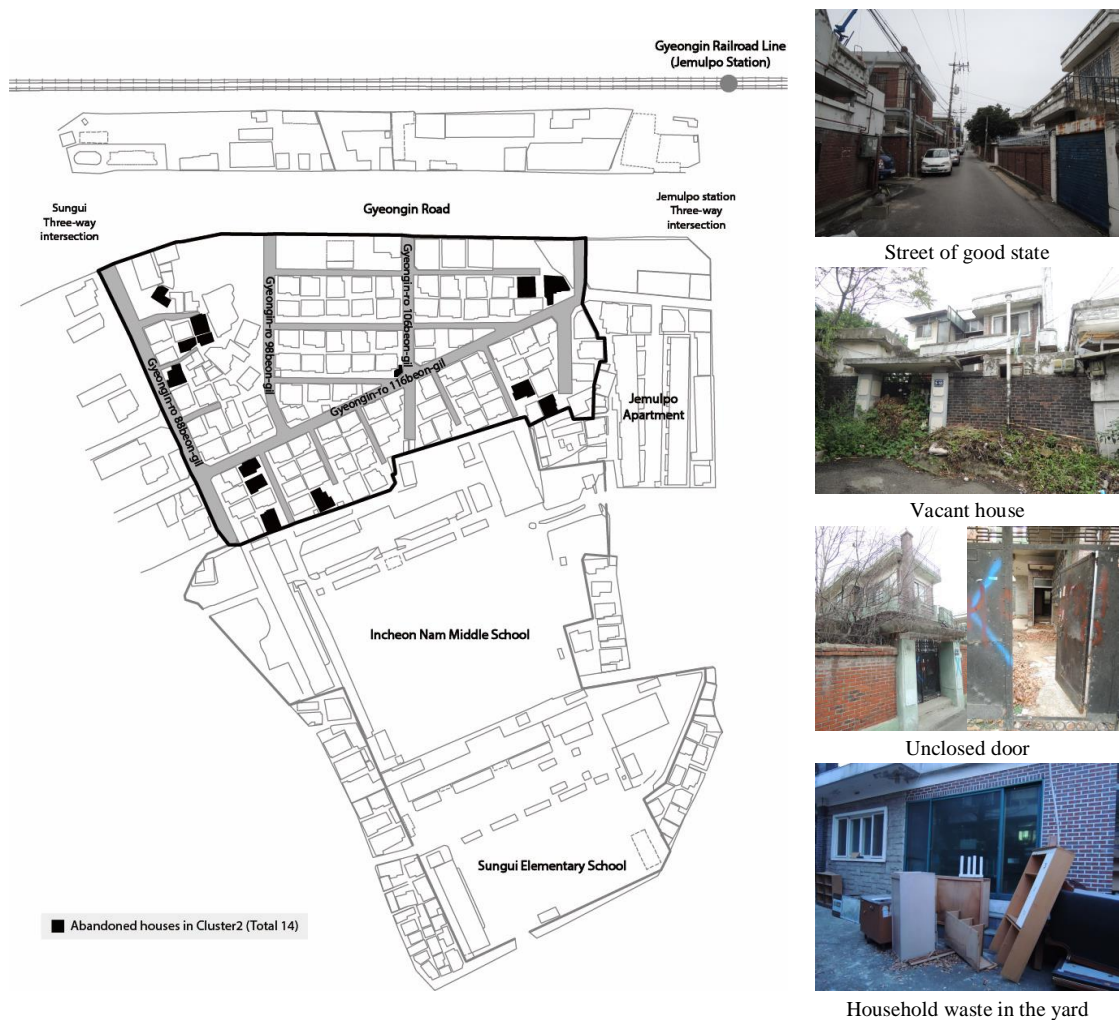 Gyeongin Railroad Line
(Jemulpo Station)
Sungui
Three-way
intersection
Gyeongin Road
Jemulpo station
Three-way
intersection
Gyeongin-ro 88beon-gil
Gyeongin-ro 98beon-gil
Gyeongin-ro 106beon-gil
Gyeongin-ro 116beon-gil
Jemulpo
Apartment
Incheon Nam Middle School
Sungui Elementary School
Abandoned houses in Cluster2 (Total 14)
Street of good state
Vacant house
Unclosed door
Household waste in the yard